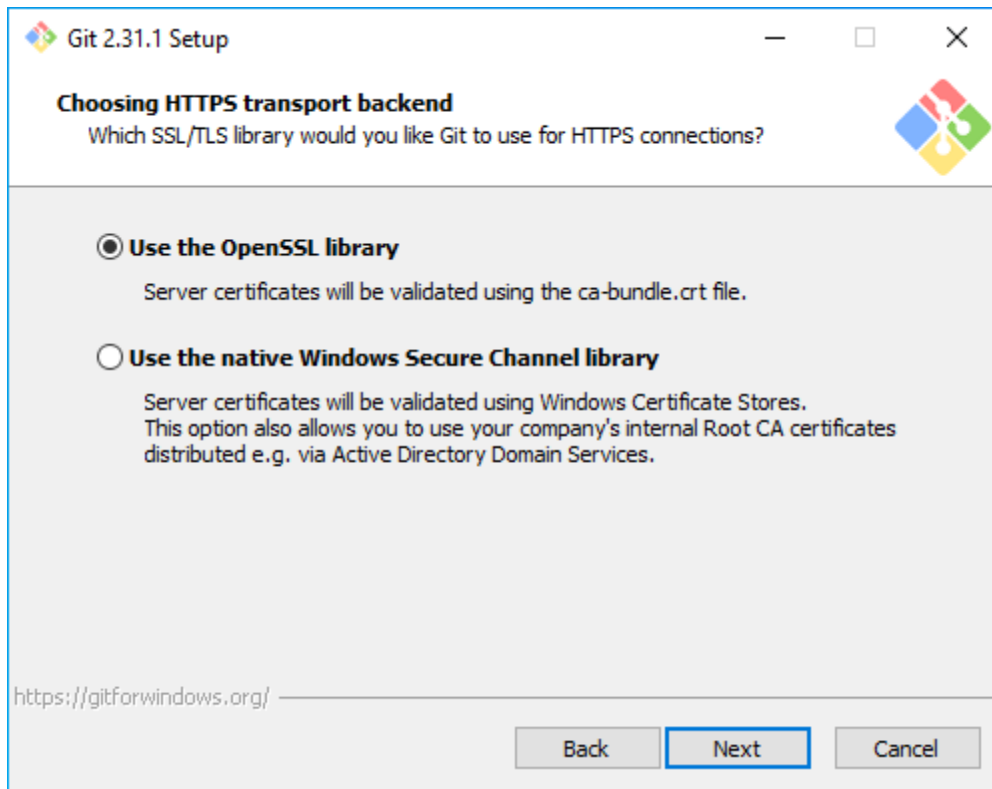 Git 2.31.1 Setup
Choosing HTTPS transport backend
Which SSL/TLS library would you like Git to use for HTTPS connections?
Use the OpenSSL library
Server certificates will be validated using the ca-bundle.crt file.
Use the native Windows Secure Channel library
Server certificates will be validated using Windows Certificate Stores.
This option also allows you to use your company's internal Root CA certificates
distributed e.g. via Active Directory Domain Services.
https://gitforwindows.org/
Back Next Cancel